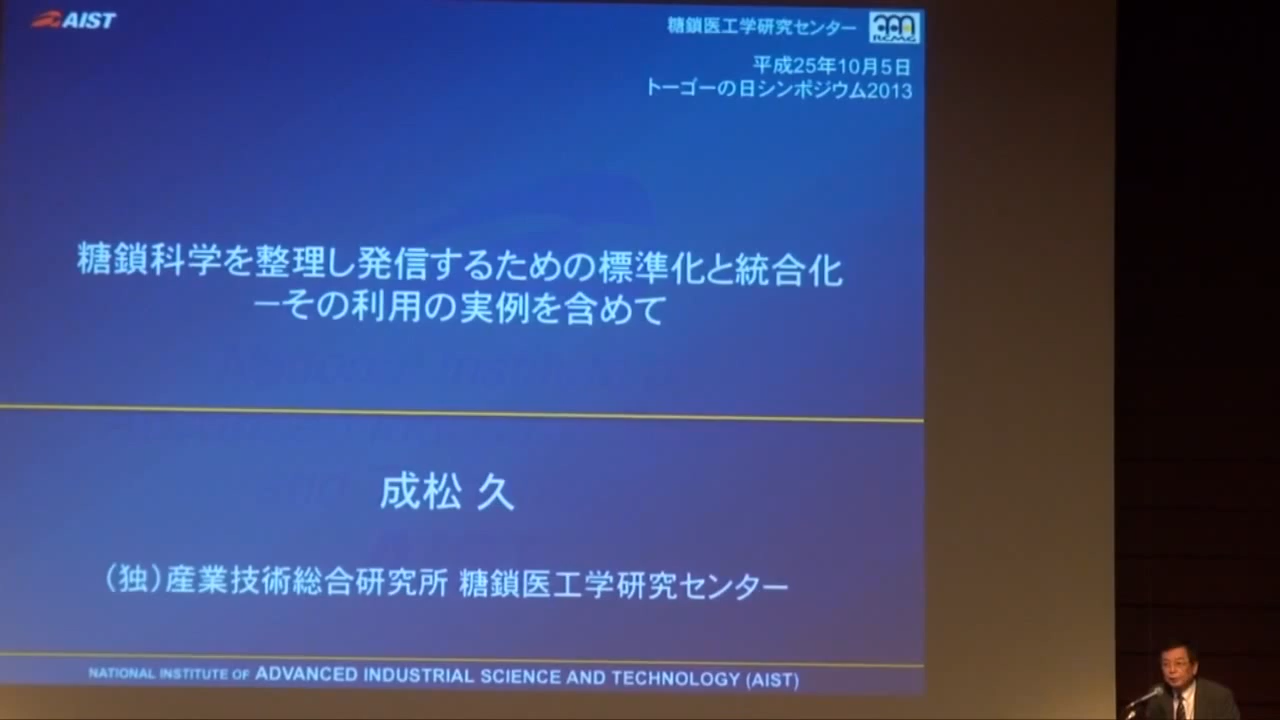 AIST
糖鎖医工学研究センター
RCMG
平成25年10月5日
トーゴーの日シンポジウム2013
糖鎖科学を整理し発信するための標準化と統合化
－その利用の実例を含めて
成松 久
（独）産業技術総合研究所 糖鎖医工学研究センター
NATIONAL INSTITUTE OF ADVANCED INDUSTRIAL SCIENCE AND TECHNOLOGY (AIST)